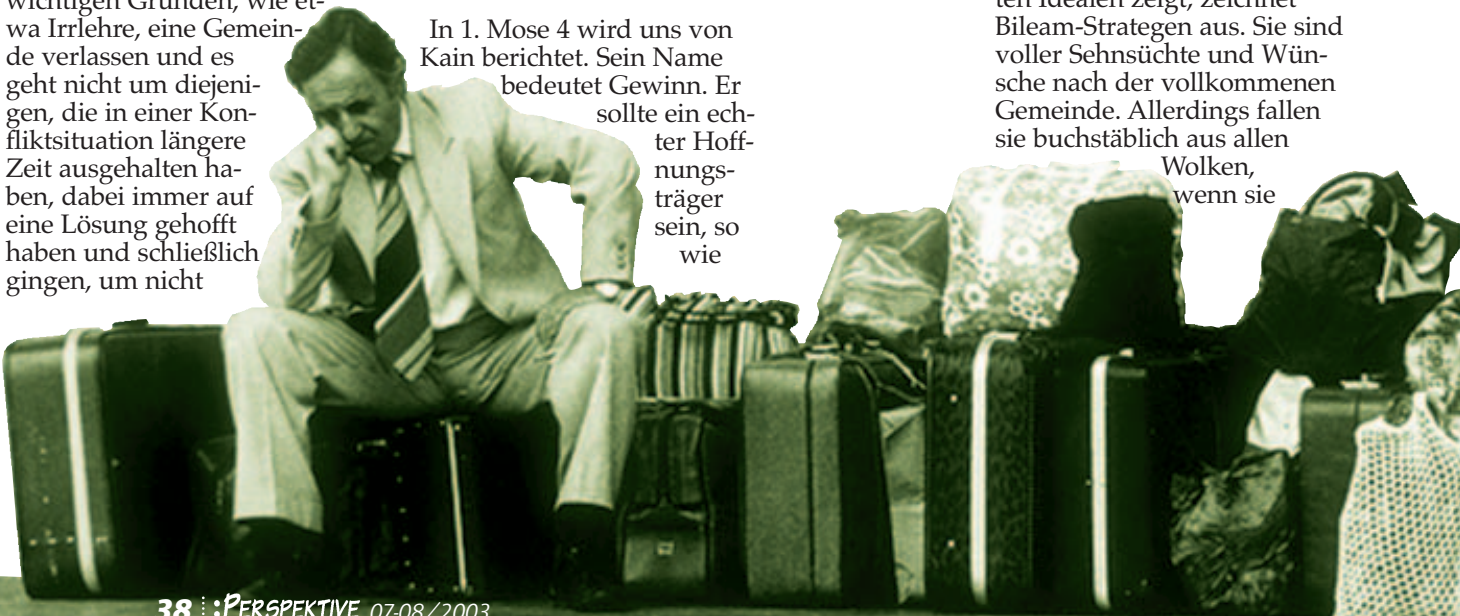 wichtigen Gründen, wie et-
wa Irrlehre, eine Gemein-
de verlassen und es
geht nicht um diejeni-
gen, die in einer Kon-
fliktsituation längere
Zeit ausgehalten ha-
ben, dabei immer auf
eine Lösung gehofft
haben und schließlich
gingen, um nicht
In 1. Mose 4 wird uns von
Kain berichtet. Sein Name
bedeutet Gewinn. Er
sollte ein ech-
ter Hoff-
nungs-
träger
sein, so
wie
ten Idealen zeigt, zeichnet
Bileam-Strategen aus. Sie sind
voller Sehnsüchte und Wün-
sche nach der vollkommenen
Gemeinde. Allerdings fallen
sie buchstäblich aus allen
Wolken,
wenn sie
38 :PERSPEKTIVE 07-08/2003